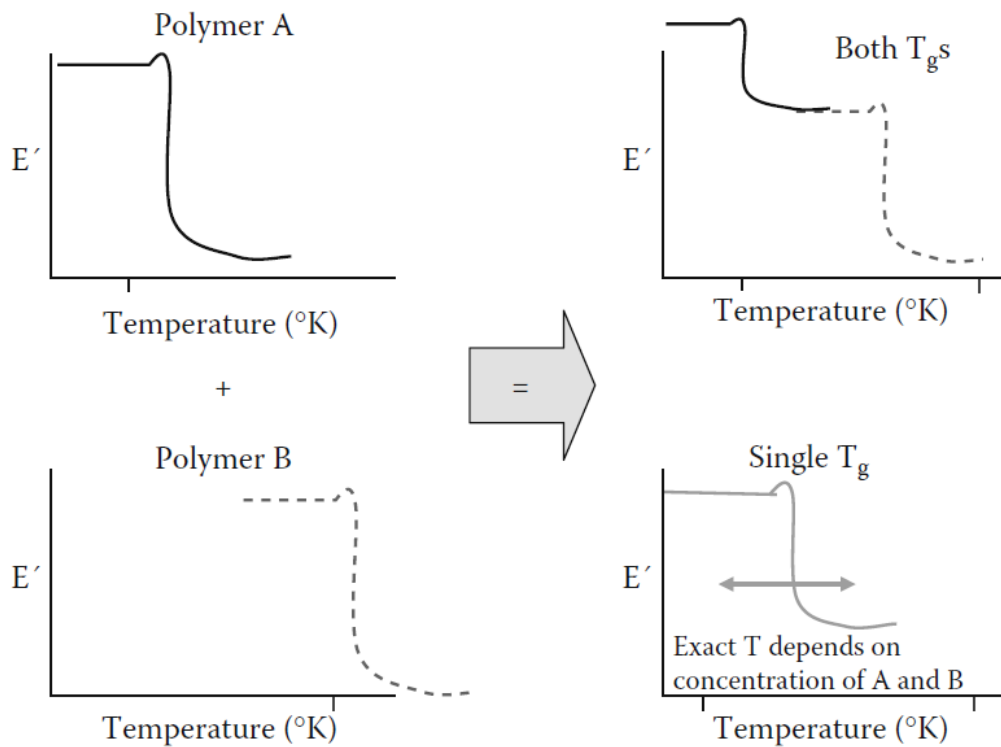 Polymer A
E´
Temperature (°K)
+
Polymer B
E´
Temperature (°K)
=
Both Tgs
E´
Temperature (°K)
Single Tg
E´
Exact T depends on
concentration of A and B
Temperature (°K)